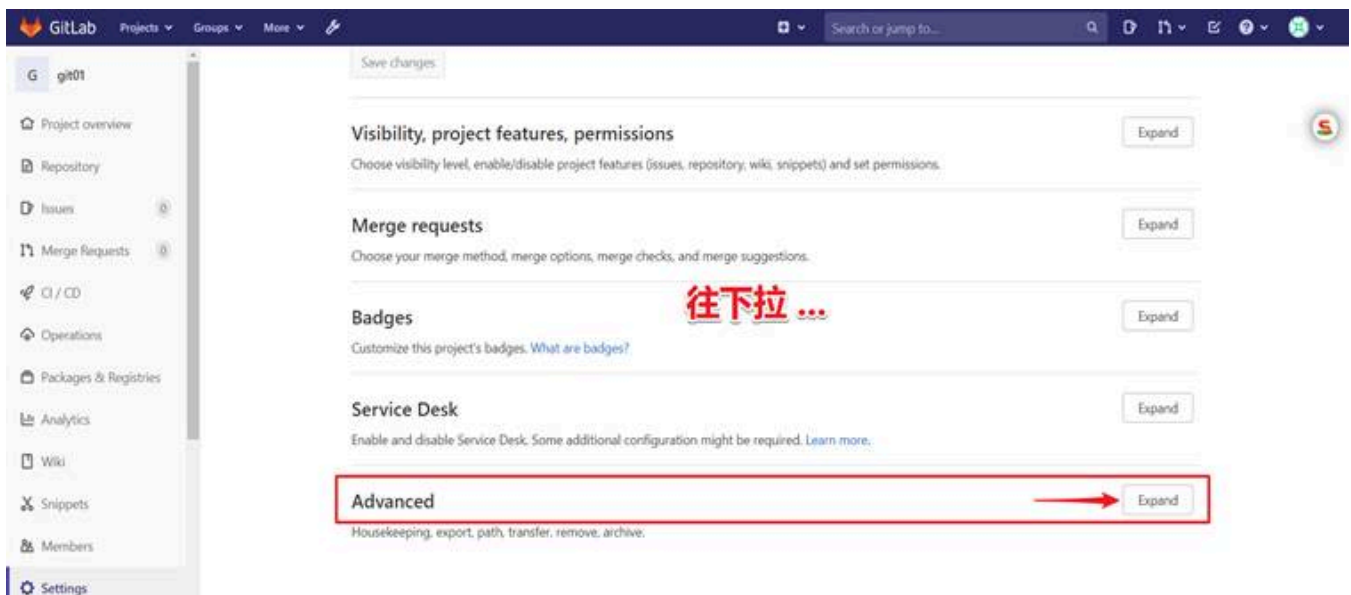 GitLab Projects Groups More Search or jump to...
G git01
Project overview
Repository
Issues 0
Merge Requests 0
CI / CD
Operations
Packages & Registries
Analytics
Wiki
Snippets
Members
Settings
Save changes
Visibility, project features, permissions Expand
Choose visibility level, enable/disable project features (issues, repository, wiki, snippets) and set permissions.
Merge requests Expand
Choose your merge method, merge options, merge checks, and merge suggestions.
往下拉 ...
Badges Expand
Customize this project's badges. What are badges?
Service Desk Expand
Enable and disable Service Desk. Some additional configuration might be required. Learn more.
Advanced Expand
Housekeeping, export, path, transfer, remove, archive.